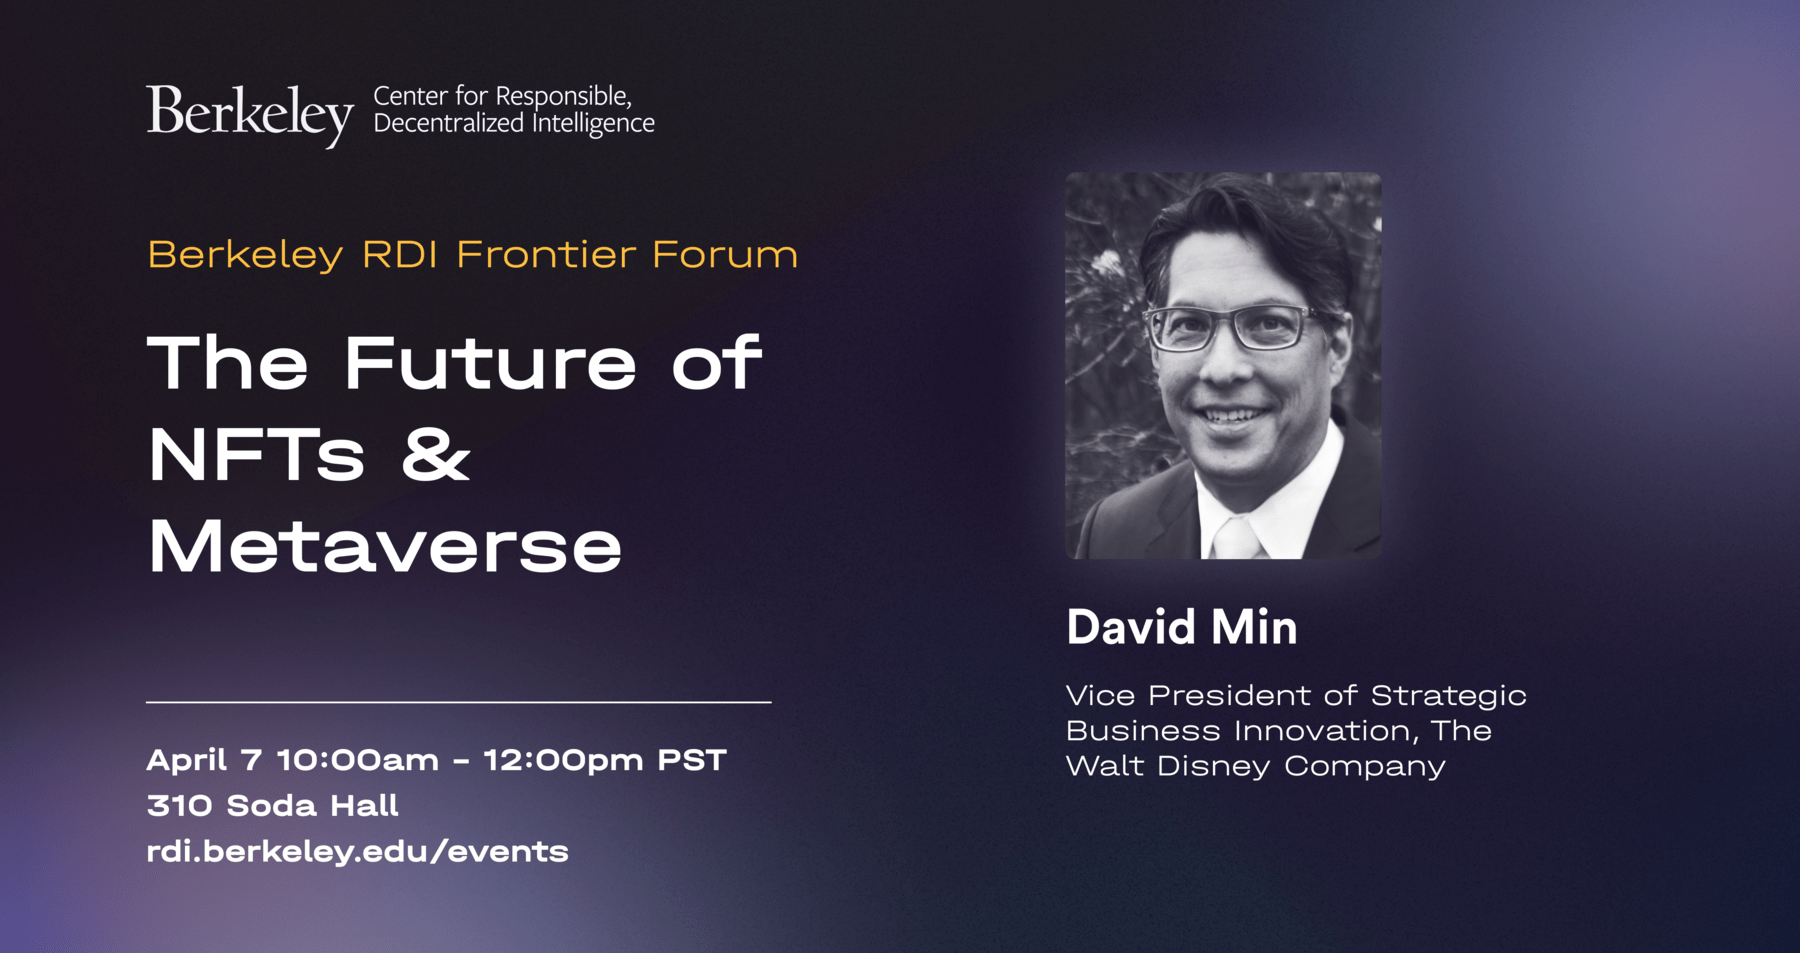 Berkeley
Center for Responsible,
Decentralized Intelligence
Berkeley RDI Frontier Forum
The Future of
NFTs &
Metaverse
April 7 10:00am – 12:00pm PST
310 Soda Hall
rdi.berkeley.edu/events
David Min
Vice President of Strategic
Business Innovation, The
Walt Disney Company